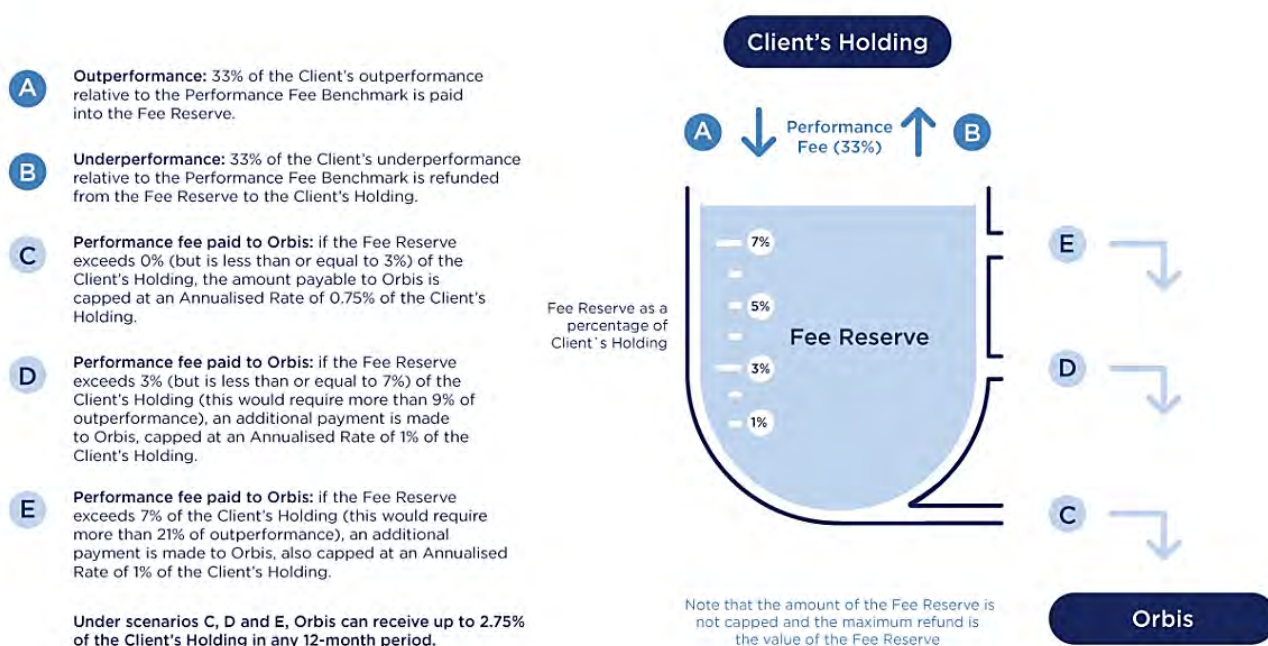 A
Outperformance: 33% of the Client's outperformance
relative to the Performance Fee Benchmark is paid
into the Fee Reserve.
B
Underperformance: 33% of the Client's underperformance
relative to the Performance Fee Benchmark is refunded
from the Fee Reserve to the Client's Holding.
C
Performance fee paid to Orbis: if the Fee Reserve
exceeds 0% (but is less than or equal to 3%) of the
Client's Holding, the amount payable to Orbis is
capped at an Annualised Rate of 0.75% of the Client's
Holding.
D
Performance fee paid to Orbis: if the Fee Reserve
exceeds 3% (but is less than or equal to 7%) of the
Client's Holding (this would require more than 9% of
outperformance), an additional payment is made
to Orbis, capped at an Annualised Rate of 1% of the
Client's Holding.
E
Performance fee paid to Orbis: if the Fee Reserve
exceeds 7% of the Client's Holding (this would require
more than 21% of outperformance), an additional
payment is made to Orbis, also capped at an Annualised
Rate of 1% of the Client's Holding.
Under scenarios C, D and E, Orbis can receive up to 2.75%
of the Client's Holding in any 12-month period.
Client's Holding
A
Performance
Fee (33%)
B
7%
5%
3%
1%
Fee Reserve as a
percentage of
Client`s Holding
Fee Reserve
E
D
C
Orbis
Note that the amount of the Fee Reserve is
not capped and the maximum refund is
the value of the Fee Reserve